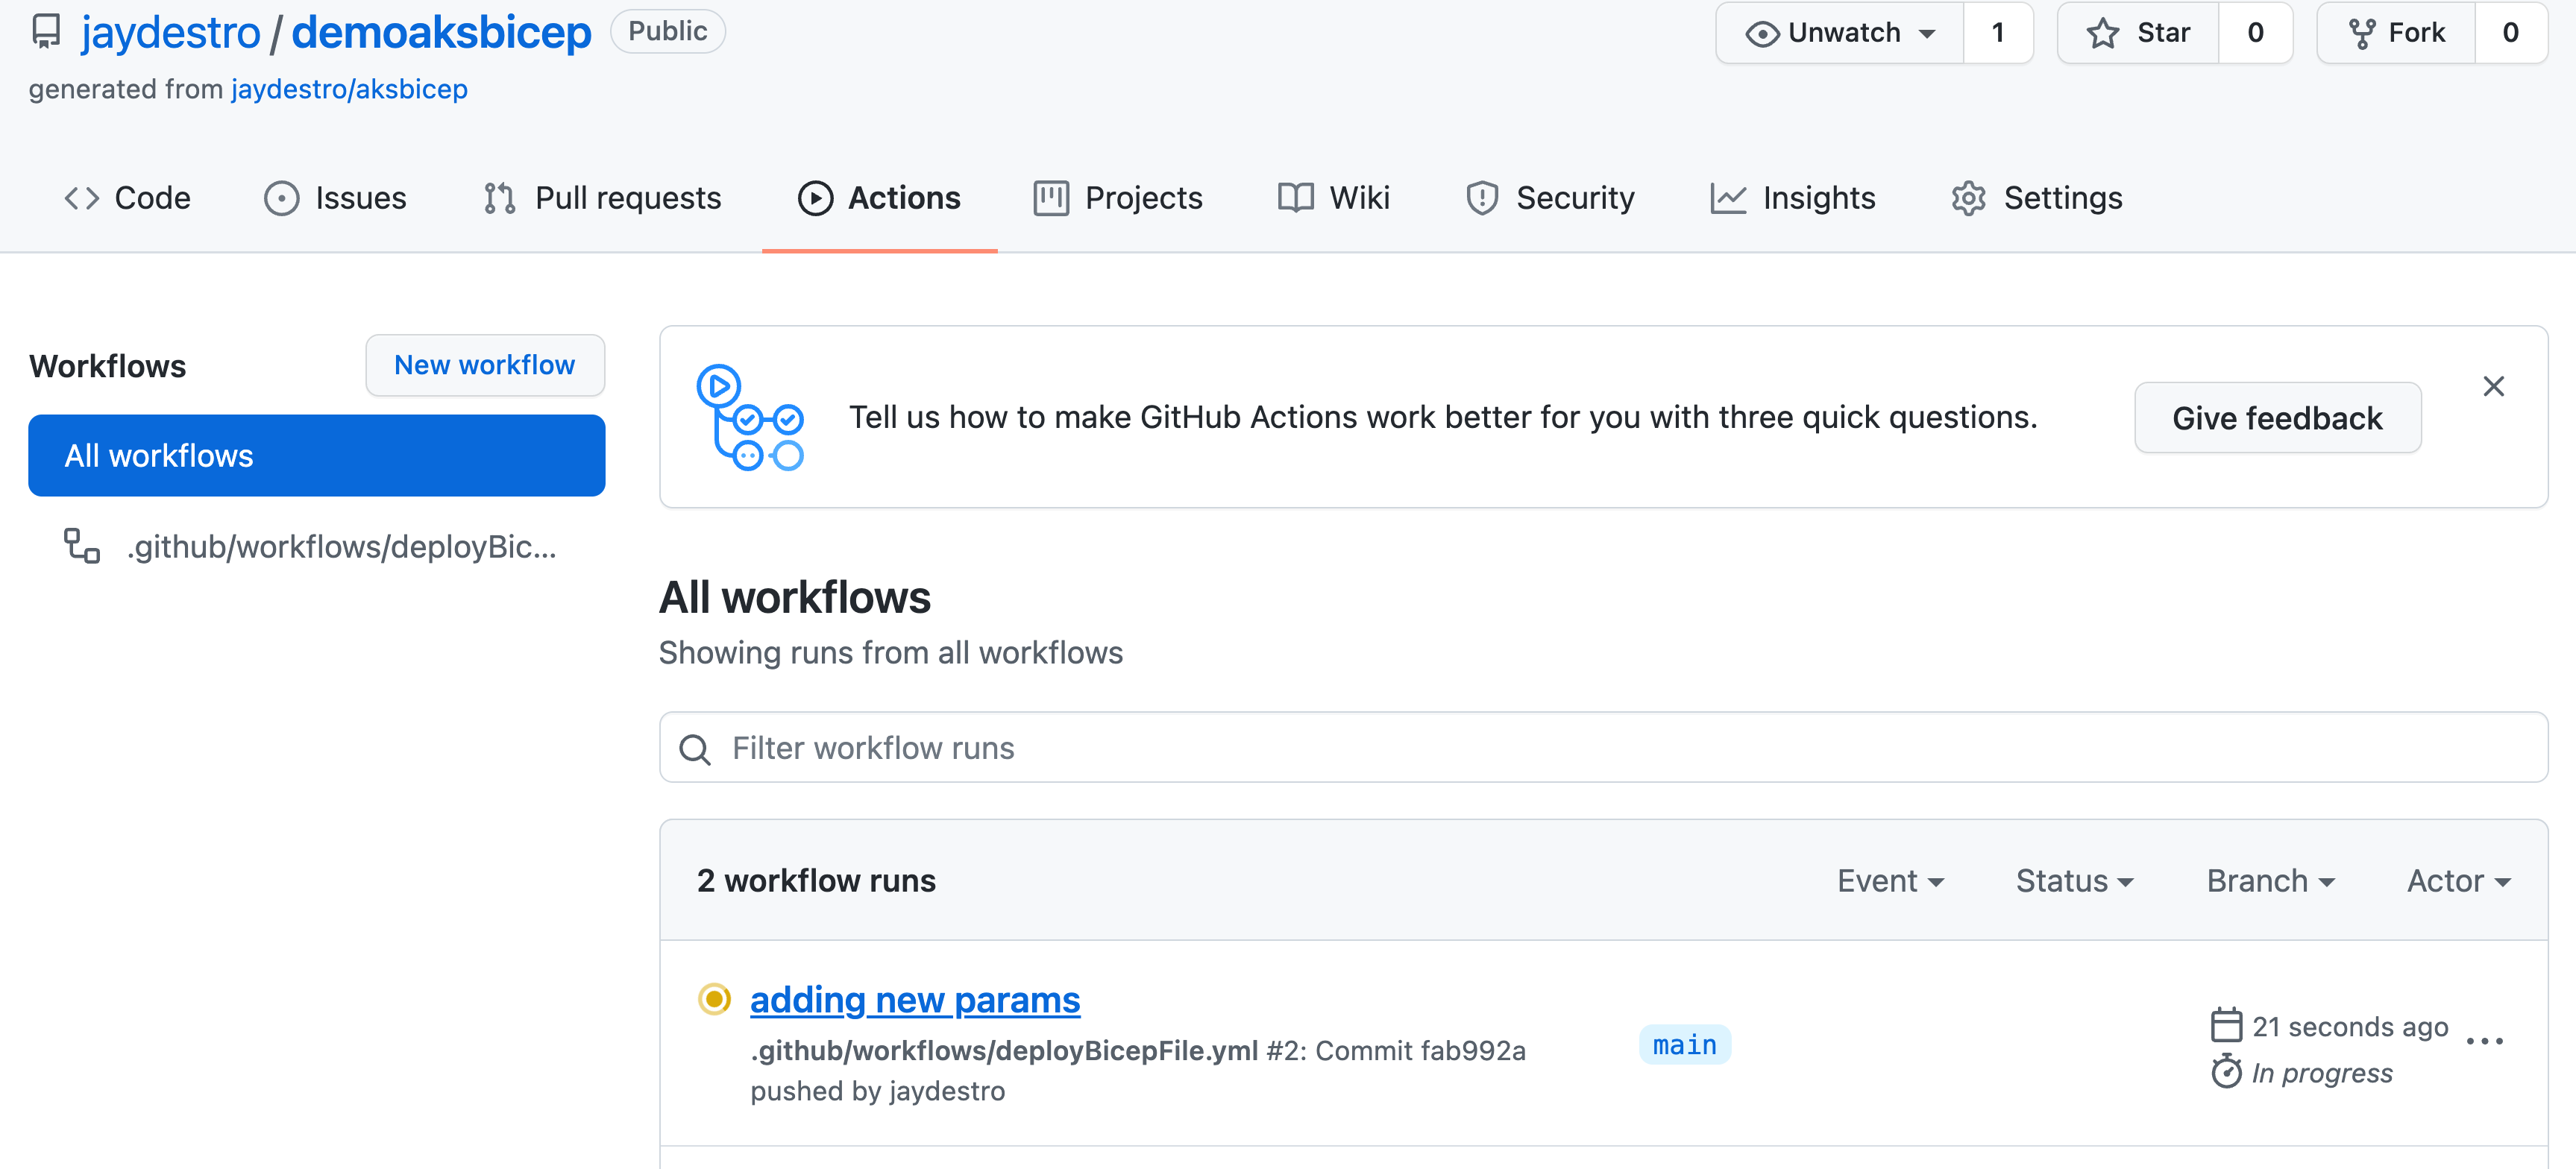 jaydestro / demoaksbicep Public
Unwatch 1 Star 0 Fork 0
generated from jaydestro/aksbicep
Code Issues Pull requests Actions Projects Wiki Security Insights Settings
Workflows New workflow
All workflows
.github/workflows/deployBic...
Tell us how to make GitHub Actions work better for you with three quick questions. Give feedback
All workflows
Showing runs from all workflows
Filter workflow runs
2 workflow runs Event Status Branch Actor
adding new params
.github/workflows/deployBicepFile.yml #2: Commit fab992a
pushed by jaydestro
main
21 seconds ago
In progress